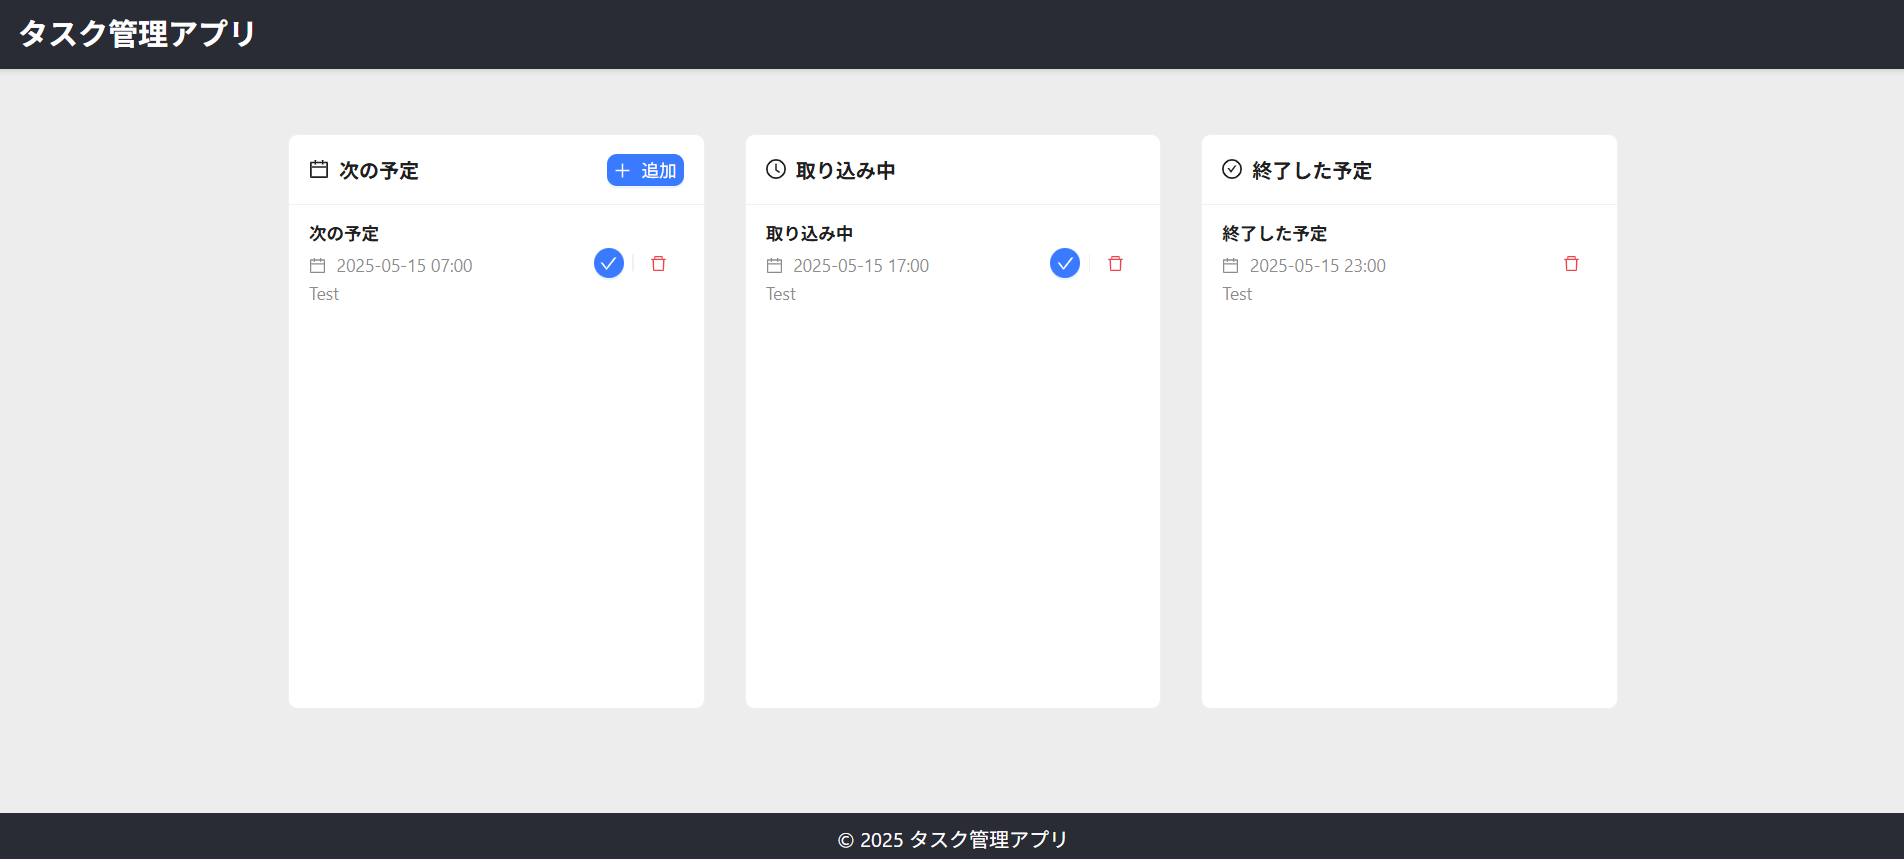 タスク管理アプリ
次の予定
追加
次の予定
2025-05-15 07:00
Test
取り込み中
取り込み中
2025-05-15 17:00
Test
終了した予定
終了した予定
2025-05-15 23:00
Test
© 2025 タスク管理アプリ